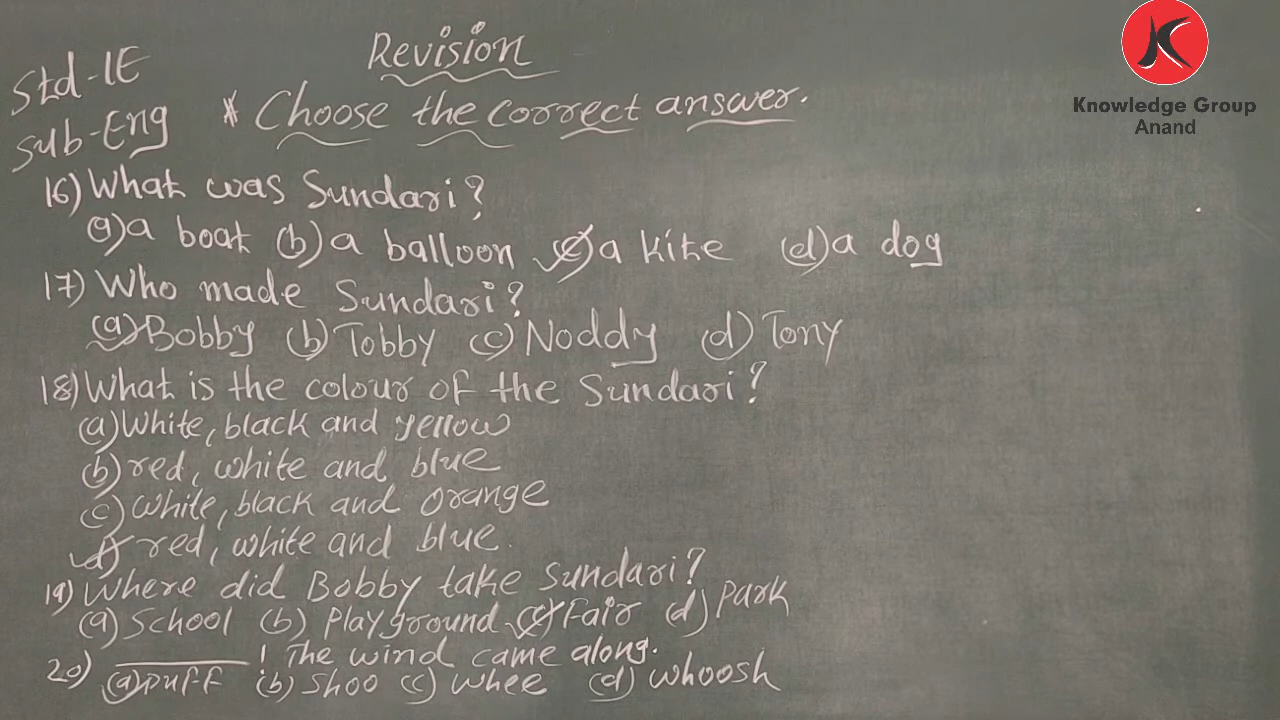 Revision
Std-IE
Sub-Eng
* Choose the correct answer.
16) What was Sundari?
(a) a boat (b) a balloon (c) a kite (d) a dog
17) Who made Sundari?
(a) Bobby (b) Tobby (c) Noddy (d) Tony
18) What is the colour of the Sundari?
(a) White, black and yellow
(b) red, white and blue
(c) white, black and orange
(d) red, white and blue.
19) Where did Bobby take Sundari?
(a) School (b) Playground (c) Fair (d) Park
20) ______! The wind came along.
(a) puff (b) Shoo (c) whee (d) whoosh
Knowledge Group
Anand